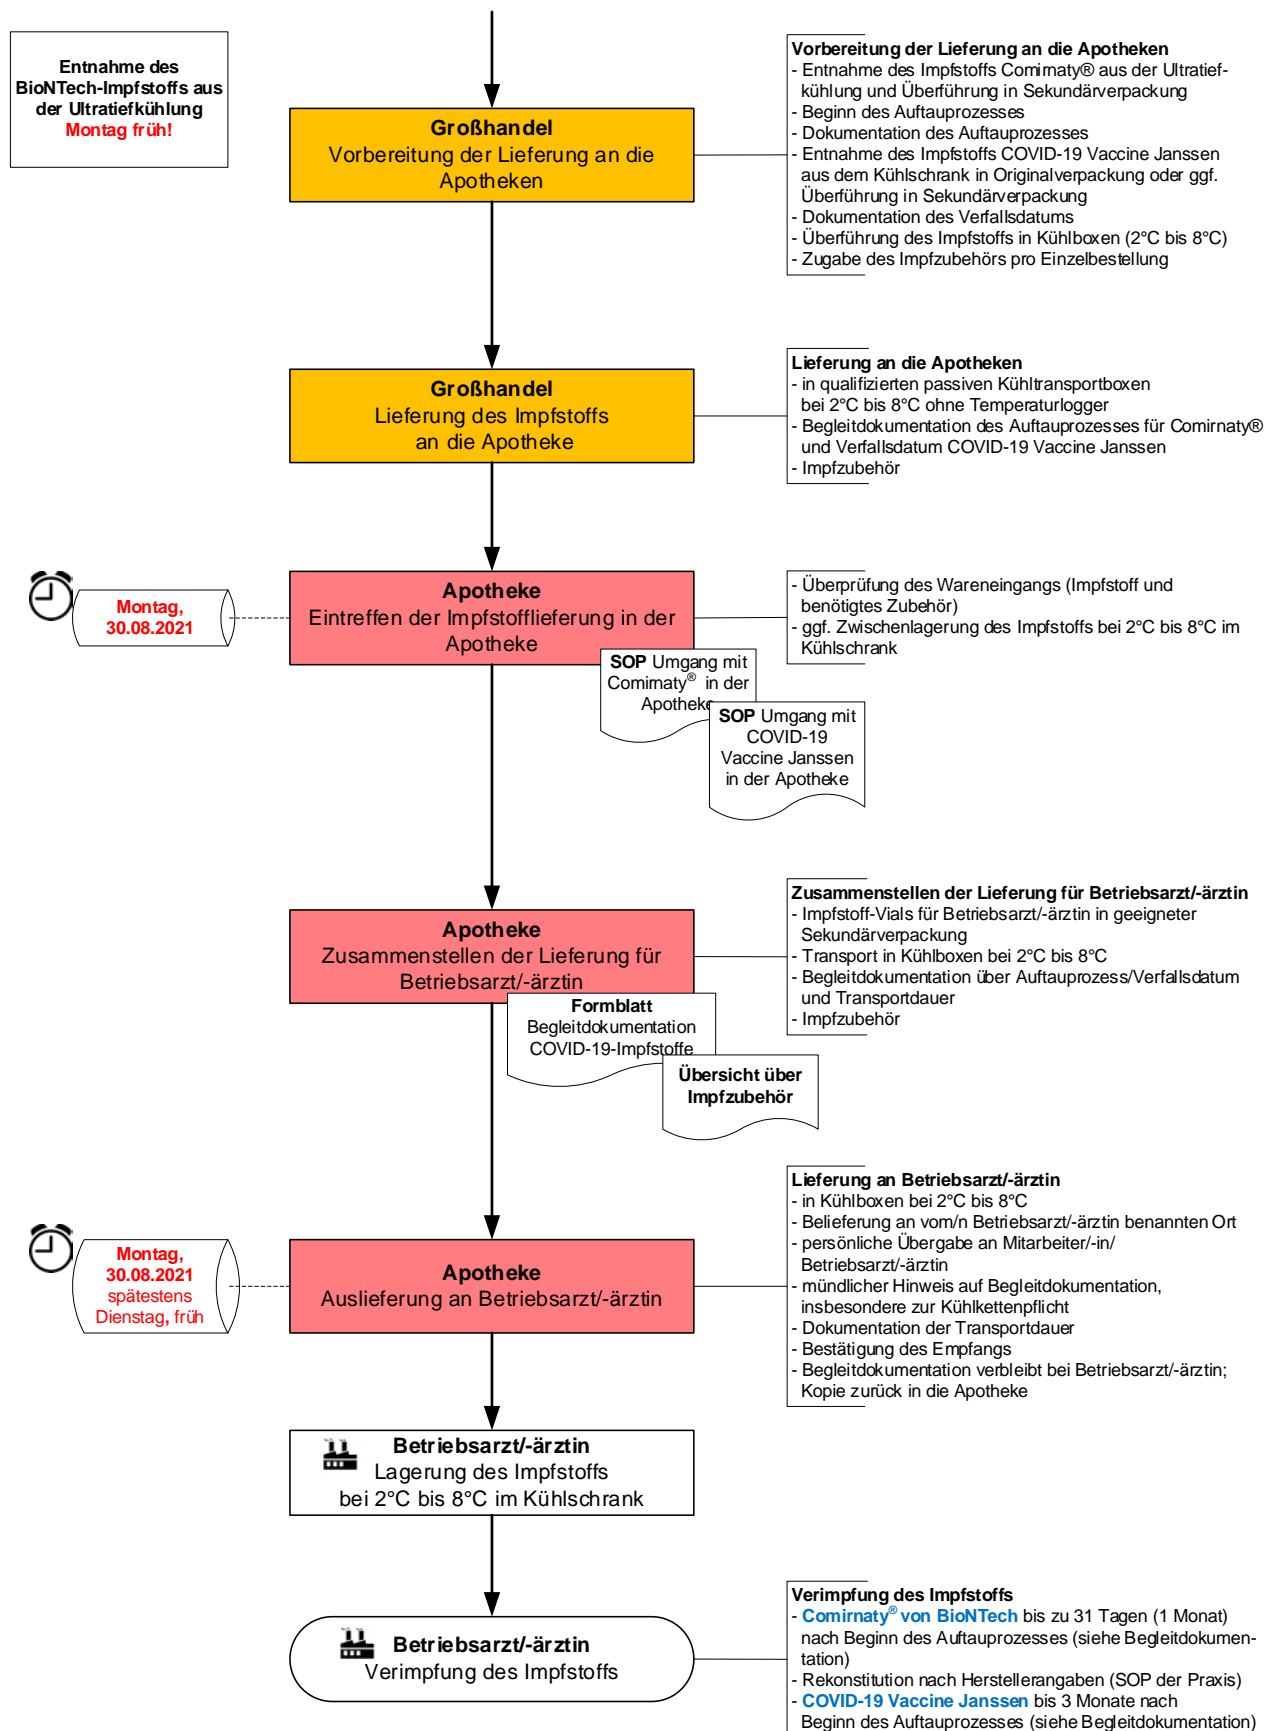 Entnahme des
BioNTech-Impfstoffs aus
der Ultratiefkühlung
Montag früh!
Großhandel
Vorbereitung der Lieferung an die
Apotheken
Vorbereitung der Lieferung an die Apotheken
- Entnahme des Impfstoffs Comirnaty® aus der Ultratief-
kühlung und Überführung in Sekundärverpackung
- Beginn des Auftauprozesses
- Dokumentation des Auftauprozesses
- Entnahme des Impfstoffs COVID-19 Vaccine Janssen
aus dem Kühlschrank in Originalverpackung oder ggf.
Überführung in Sekundärverpackung
- Dokumentation des Verfallsdatums
- Überführung des Impfstoffs in Kühlboxen (2°C bis 8°C)
- Zugabe des Impfzubehörs pro Einzelbestellung
Großhandel
Lieferung des Impfstoffs
an die Apotheke
Lieferung an die Apotheken
- in qualifizierten passiven Kühltransportboxen
bei 2°C bis 8°C ohne Temperaturlogger
- Begleitdokumentation des Auftauprozesses für Comirnaty®
und Verfallsdatum COVID-19 Vaccine Janssen
- Impfzubehör
Montag,
30.08.2021
Apotheke
Eintreffen der Impfstofflieferung in der
Apotheke
- Überprüfung des Wareneingangs (Impfstoff und
benötigtes Zubehör)
- ggf. Zwischenlagerung des Impfstoffs bei 2°C bis 8°C im
Kühlschrank
SOP Umgang mit
Comirnaty® in der
Apotheke
SOP Umgang mit
COVID-19
Vaccine Janssen
in der Apotheke
Apotheke
Zusammenstellen der Lieferung für
Betriebsarzt/-ärztin
Zusammenstellen der Lieferung für Betriebsarzt/-ärztin
- Impfstoff-Vials für Betriebsarzt/-ärztin in geeigneter
Sekundärverpackung
- Transport in Kühlboxen bei 2°C bis 8°C
- Begleitdokumentation über Auftauprozess/Verfallsdatum
und Transportdauer
- Impfzubehör
Formblatt
Begleitdokumentation
COVID-19-Impfstoffe
Übersicht über
Impfzubehör
Montag,
30.08.2021
spätestens
Dienstag, früh
Apotheke
Auslieferung an Betriebsarzt/-ärztin
Lieferung an Betriebsarzt/-ärztin
- in Kühlboxen bei 2°C bis 8°C
- Belieferung an vom/n Betriebsarzt/-ärztin benannten Ort
- persönliche Übergabe an Mitarbeiter/-in/
Betriebsarzt/-ärztin
- mündlicher Hinweis auf Begleitdokumentation,
insbesondere zur Kühlkettenpflicht
- Dokumentation der Transportdauer
- Bestätigung des Empfangs
- Begleitdokumentation verbleibt bei Betriebsarzt/-ärztin;
Kopie zurück in die Apotheke
Betriebsarzt/-ärztin
Lagerung des Impfstoffs
bei 2°C bis 8°C im Kühlschrank
Betriebsarzt/-ärztin
Verimpfung des Impfstoffs
Verimpfung des Impfstoffs
- Comirnaty® von BioNTech bis zu 31 Tagen (1 Monat)
nach Beginn des Auftauprozesses (siehe Begleitdokumen-
tation)
- Rekonstitution nach Herstellerangaben (SOP der Praxis)
- COVID-19 Vaccine Janssen bis 3 Monate nach
Beginn des Auftauprozesses (siehe Begleitdokumentation)